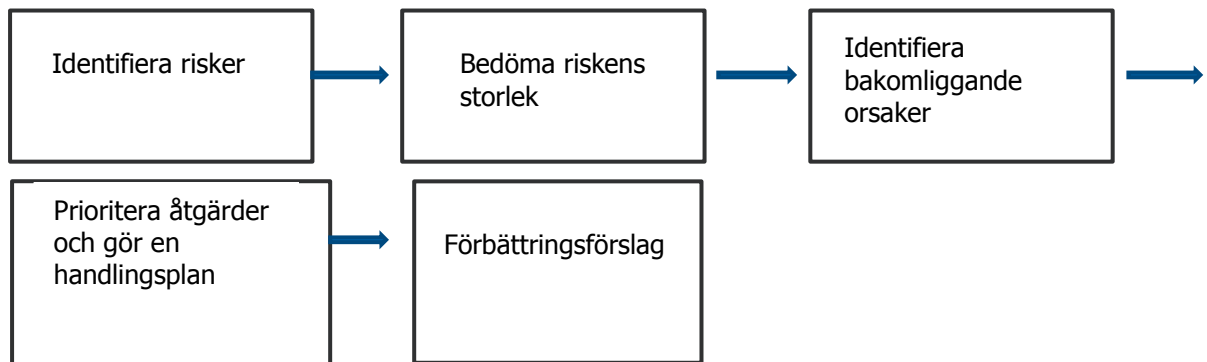 Identifiera risker
Bedöma riskens
storlek
Identifiera
bakomliggande
orsaker
Prioritera åtgärder
och gör en
handlingsplan
Förbättringsförslag